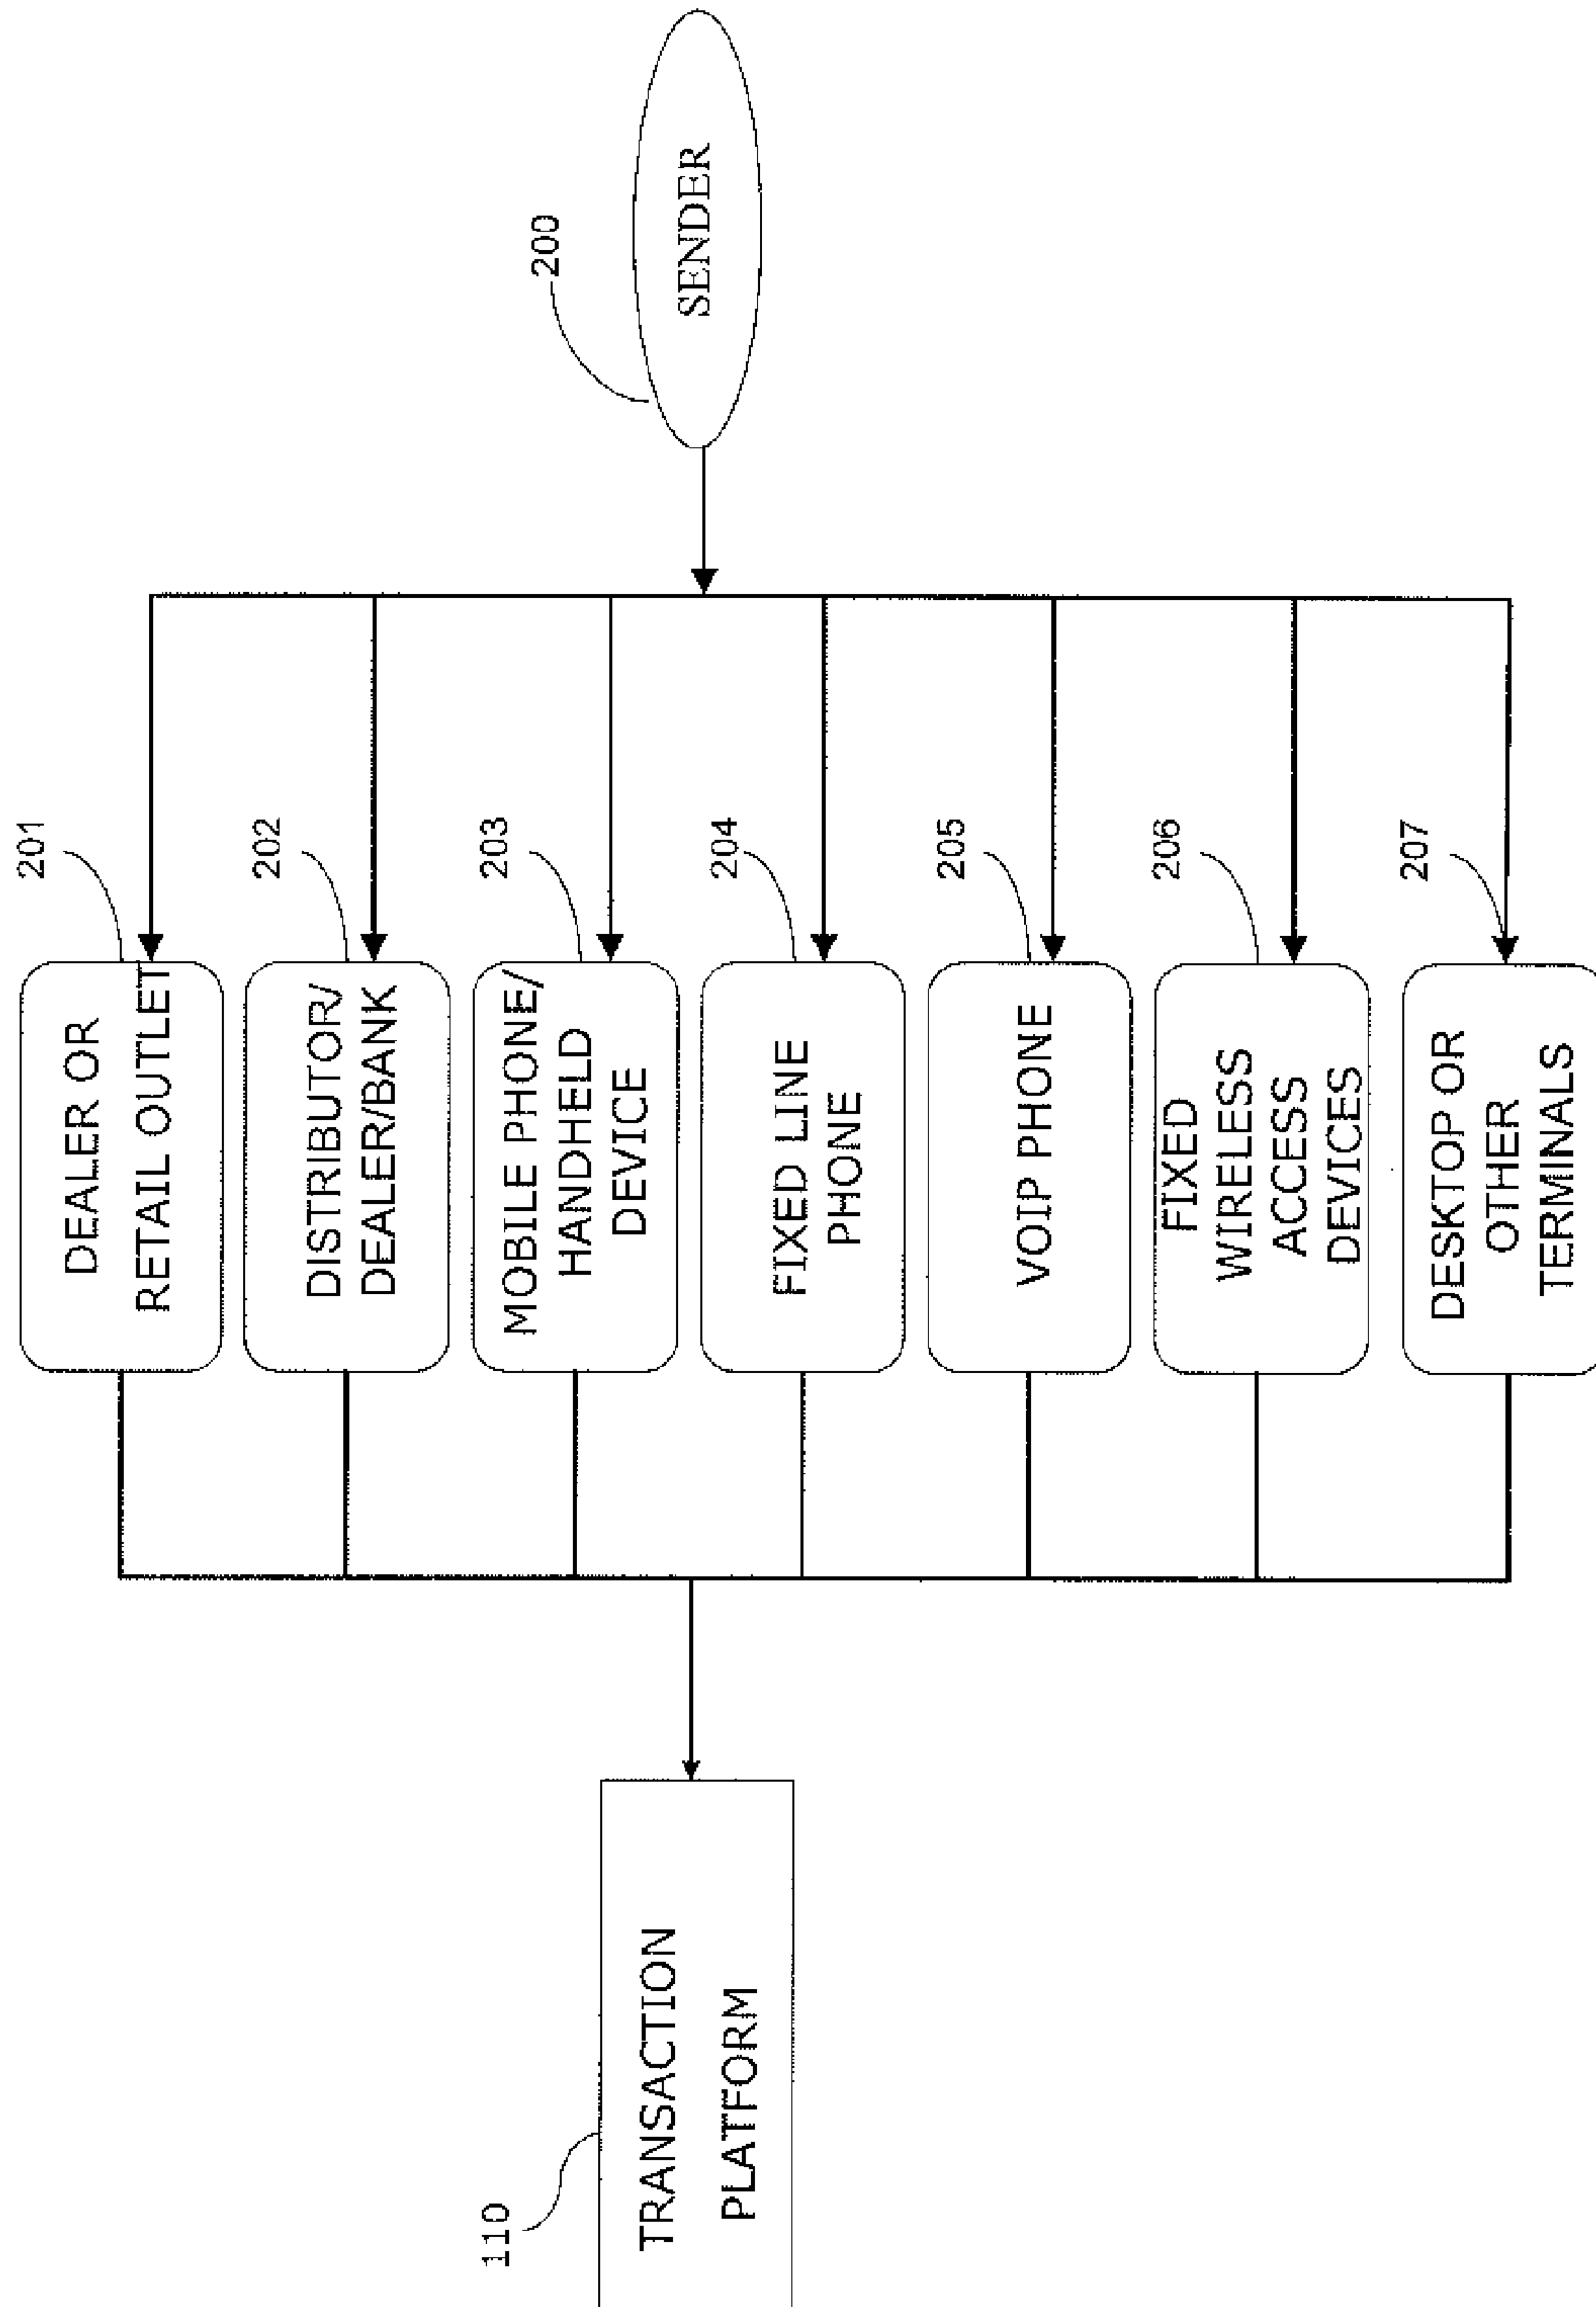 200
SENDER
201
DEALER OR
RETAIL OUTLET
202
DISTRIBUTOR/
DEALER/BANK
203
MOBILE PHONE/
HANDHELD
DEVICE
204
FIXED LINE
PHONE
205
VOIP PHONE
206
FIXED
WIRELESS
ACCESS
DEVICES
207
DESKTOP OR
OTHER
TERMINALS
110
TRANSACTION
PLATFORM